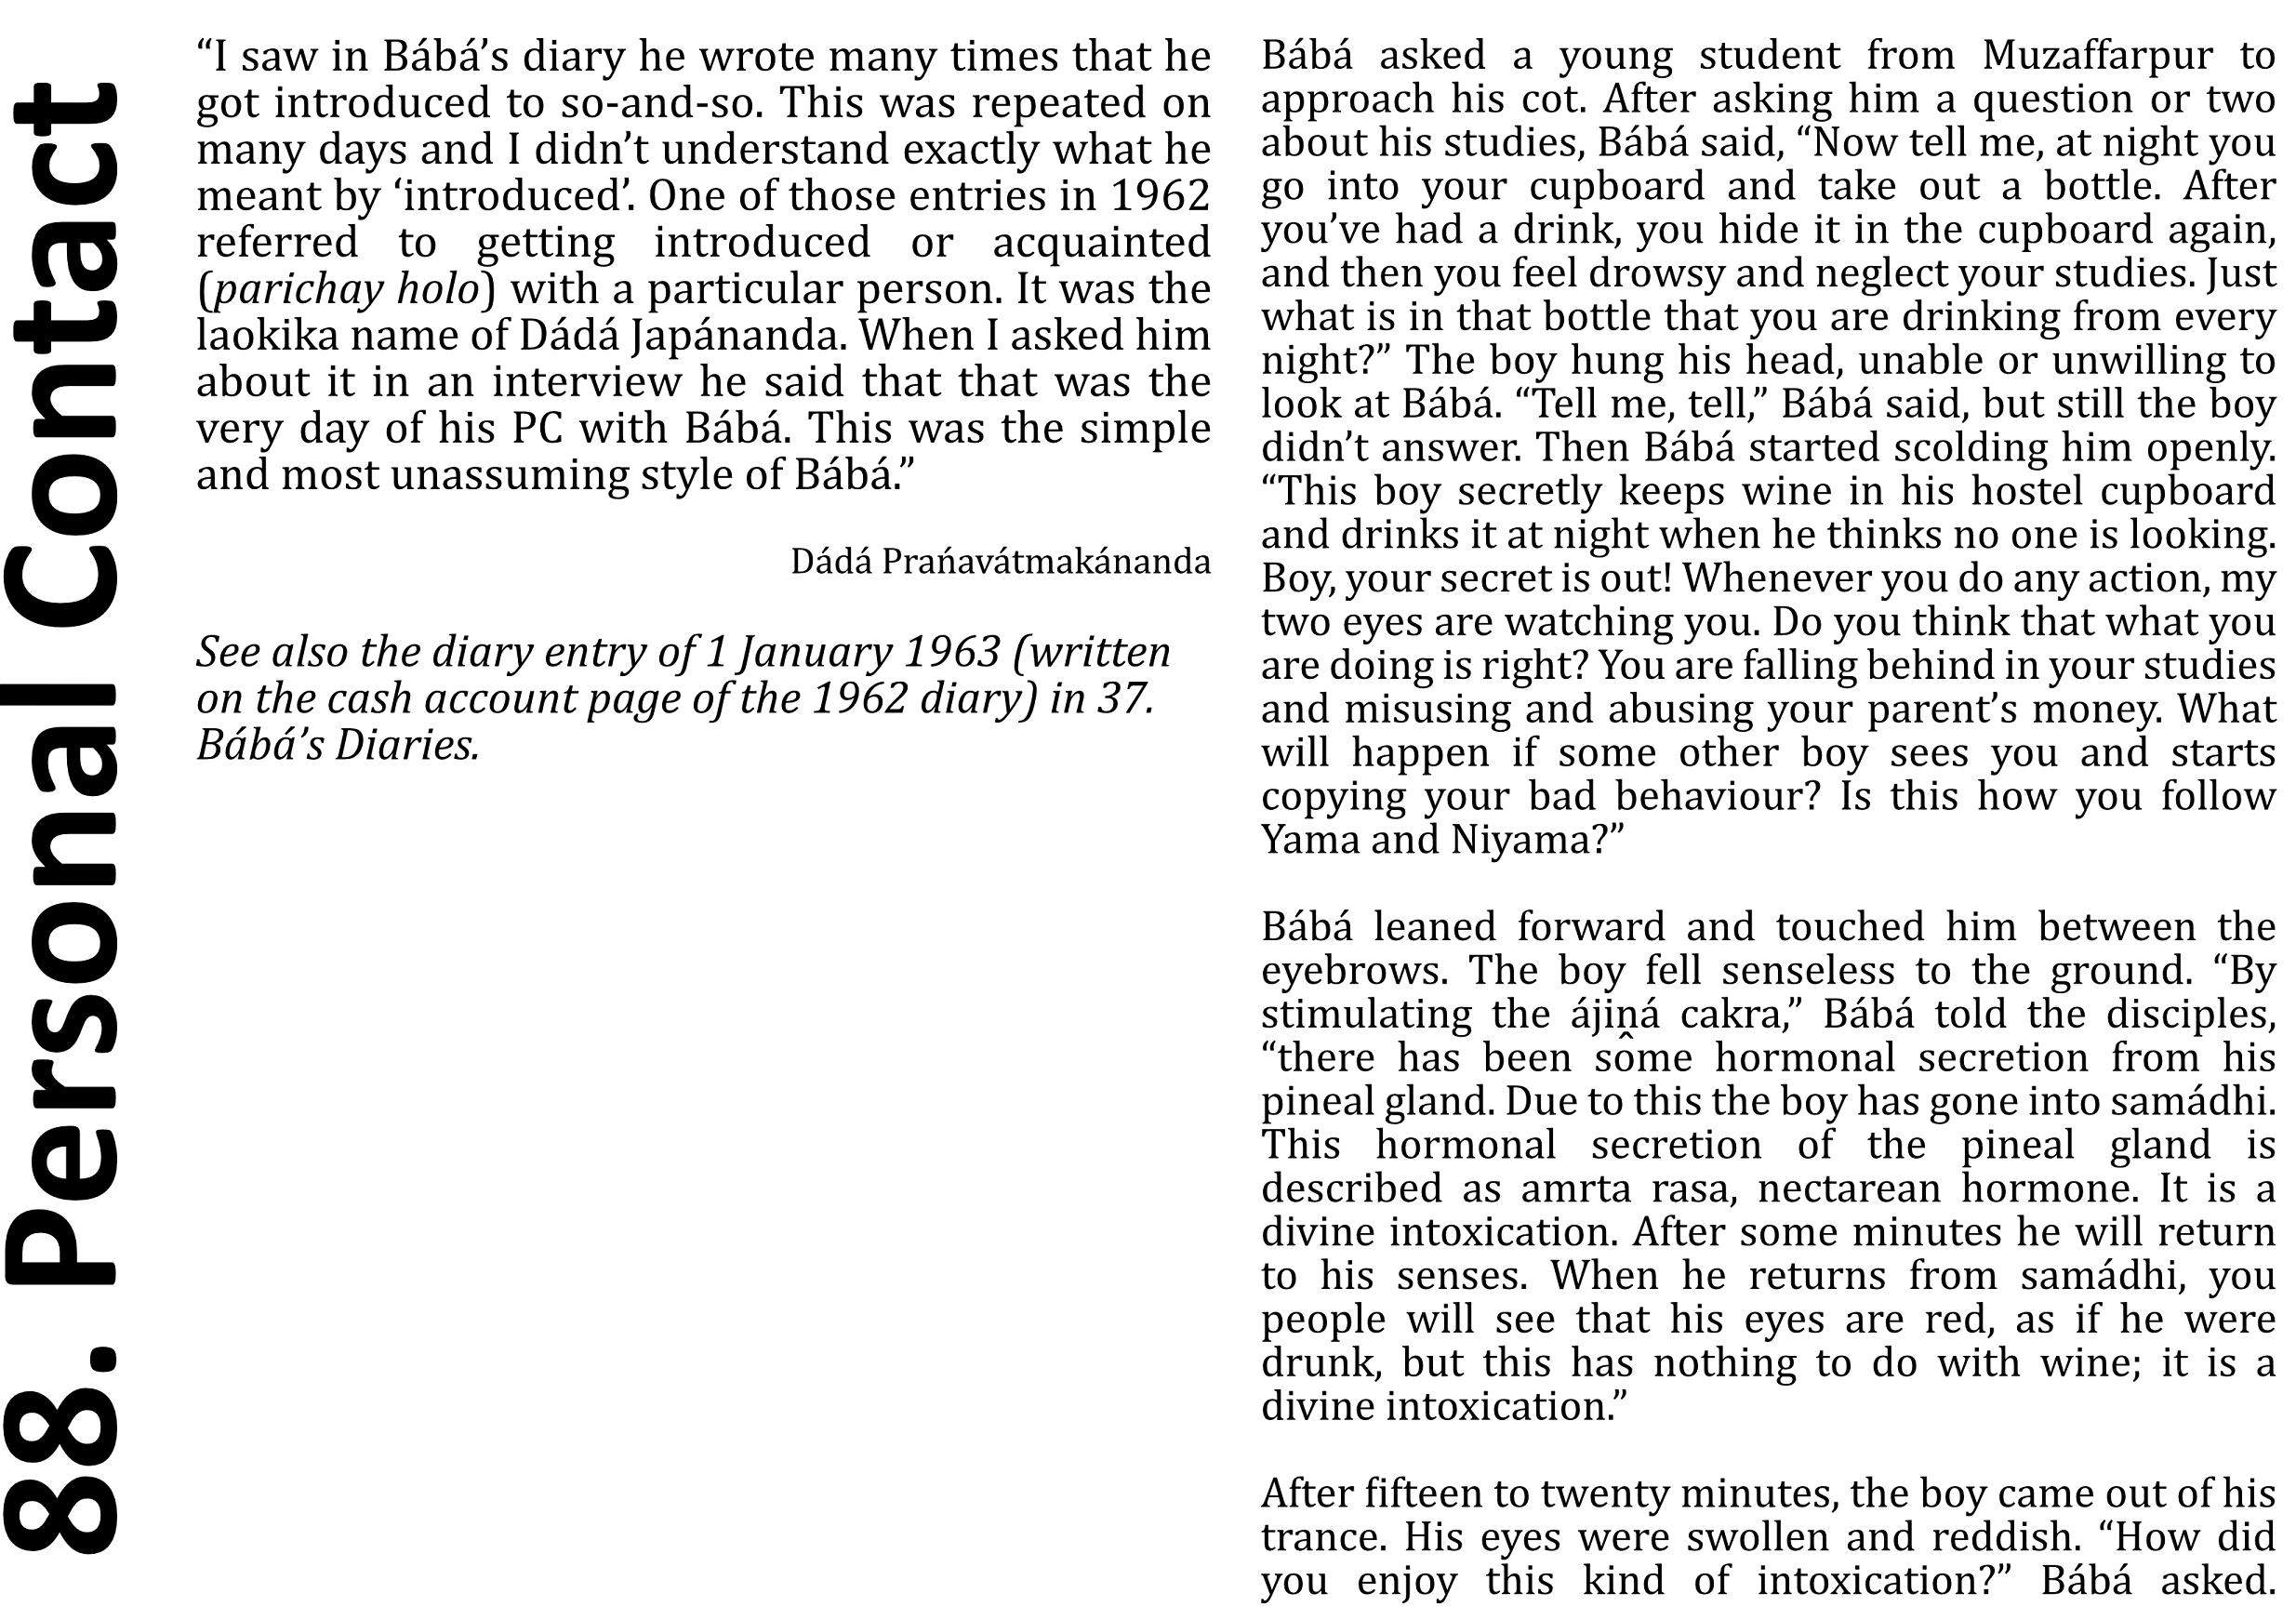 88. Personal Contact
“I saw in Bábá’s diary he wrote many times that he
got introduced to so-and-so. This was repeated on
many days and I didn’t understand exactly what he
meant by ‘introduced’. One of those entries in 1962
referred to getting introduced or acquainted
(parichay holo) with a particular person. It was the
laokika name of Dádá Japánanda. When I asked him
about it in an interview he said that that was the
very day of his PC with Bábá. This was the simple
and most unassuming style of Bábá.”
Dádá Prańavátmakánanda
See also the diary entry of 1 January 1963 (written
on the cash account page of the 1962 diary) in 37.
Bábá’s Diaries.
Bábá asked a young student from Muzaffarpur to
approach his cot. After asking him a question or two
about his studies, Bábá said, “Now tell me, at night you
go into your cupboard and take out a bottle. After
you’ve had a drink, you hide it in the cupboard again,
and then you feel drowsy and neglect your studies. Just
what is in that bottle that you are drinking from every
night?” The boy hung his head, unable or unwilling to
look at Bábá. “Tell me, tell,” Bábá said, but still the boy
didn’t answer. Then Bábá started scolding him openly.
“This boy secretly keeps wine in his hostel cupboard
and drinks it at night when he thinks no one is looking.
Boy, your secret is out! Whenever you do any action, my
two eyes are watching you. Do you think that what you
are doing is right? You are falling behind in your studies
and misusing and abusing your parent’s money. What
will happen if some other boy sees you and starts
copying your bad behaviour? Is this how you follow
Yama and Niyama?”
Bábá leaned forward and touched him between the
eyebrows. The boy fell senseless to the ground. “By
stimulating the ájiṋá cakra,” Bábá told the disciples,
“there has been some hormonal secretion from his
pineal gland. Due to this the boy has gone into samádhi.
This hormonal secretion of the pineal gland is
described as amrta rasa, nectarean hormone. It is a
divine intoxication. After some minutes he will return
to his senses. When he returns from samádhi, you
people will see that his eyes are red, as if he were
drunk, but this has nothing to do with wine; it is a
divine intoxication.”
After fifteen to twenty minutes, the boy came out of his
trance. His eyes were swollen and reddish. “How did
you enjoy this kind of intoxication?” Bábá asked.